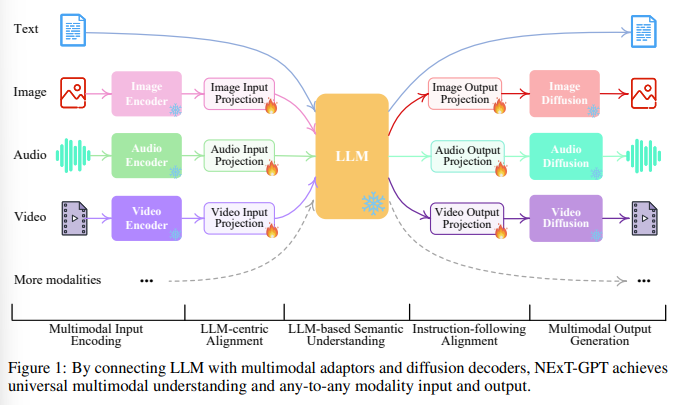 Text
Image
Image
Encoder
Image Input
Projection
Image Output
Projection
Image
Diffusion
Audio
Audio
Encoder
Audio Input
Projection
LLM
Audio Output
Projection
Audio
Diffusion
Video
Video
Encoder
Video Input
Projection
Video Output
Projection
Video
Diffusion
More modalities
...
...
Multimodal Input
Encoding
LLM-centric
Alignment
LLM-based Semantic
Understanding
Instruction-following
Alignment
Multimodal Output
Generation
Figure 1: By connecting LLM with multimodal adaptors and diffusion decoders, NExT-GPT achieves
universal multimodal understanding and any-to-any modality input and output.